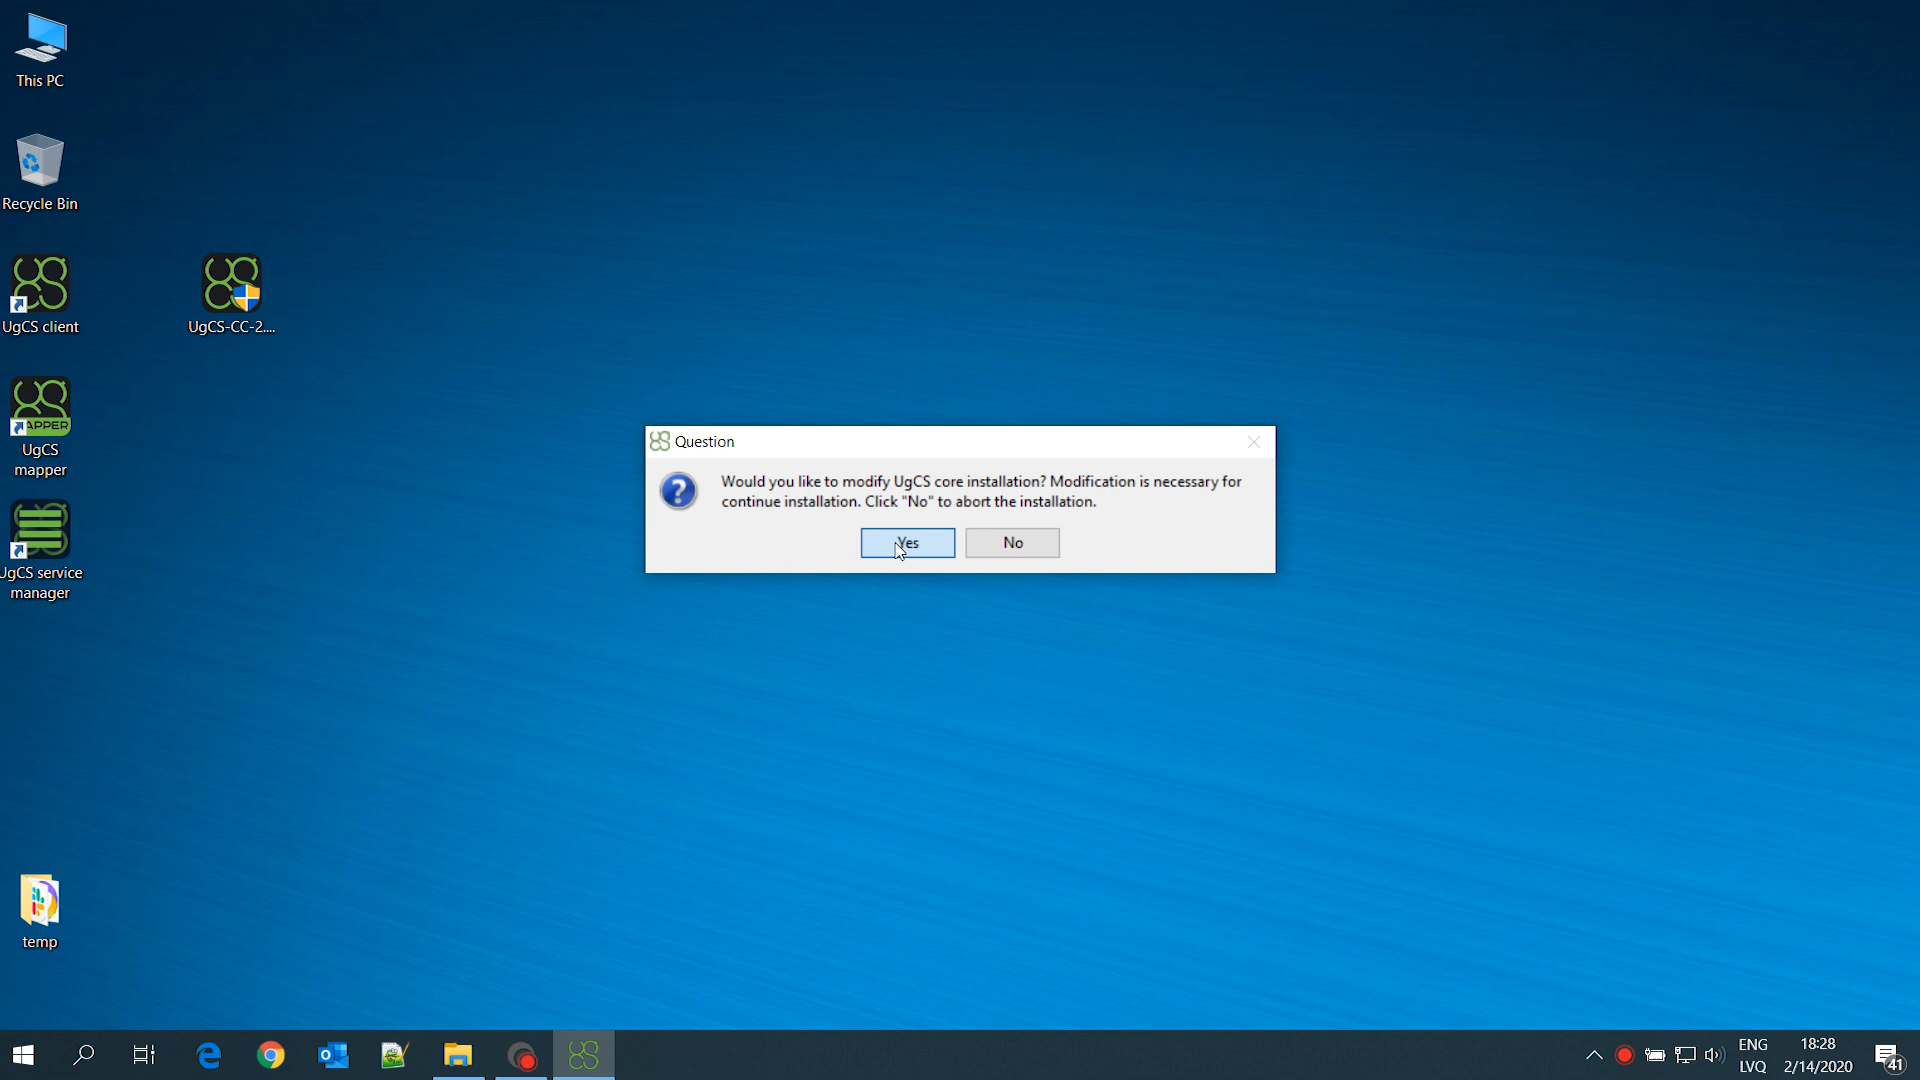 This PC
Recycle Bin
UgCS client
UgCS-CC-2....
APPER
UgCS
mapper
UgCS service
manager
temp
Question
Would you like to modify UgCS core installation? Modification is necessary for
continue installation. Click "No" to abort the installation.
Yes
No
ENG
LVQ
18:28
2/14/2020
41